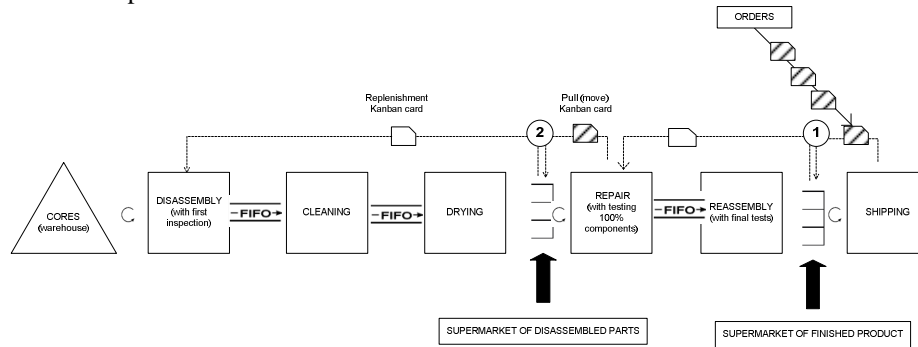 ORDERS
Replenishment
Kanban card
Pull (move)
Kanban card
2
1
CORES
(warehouse)
DISASSEMBLY
(with first
inspection)
FIFO
CLEANING
FIFO
DRYING
REPAIR
(with testing
100%
components)
FIFO
REASSEMBLY
(with final tests)
SHIPPING
SUPERMARKET OF DISASSEMBLED PARTS
SUPERMARKET OF FINISHED PRODUCT